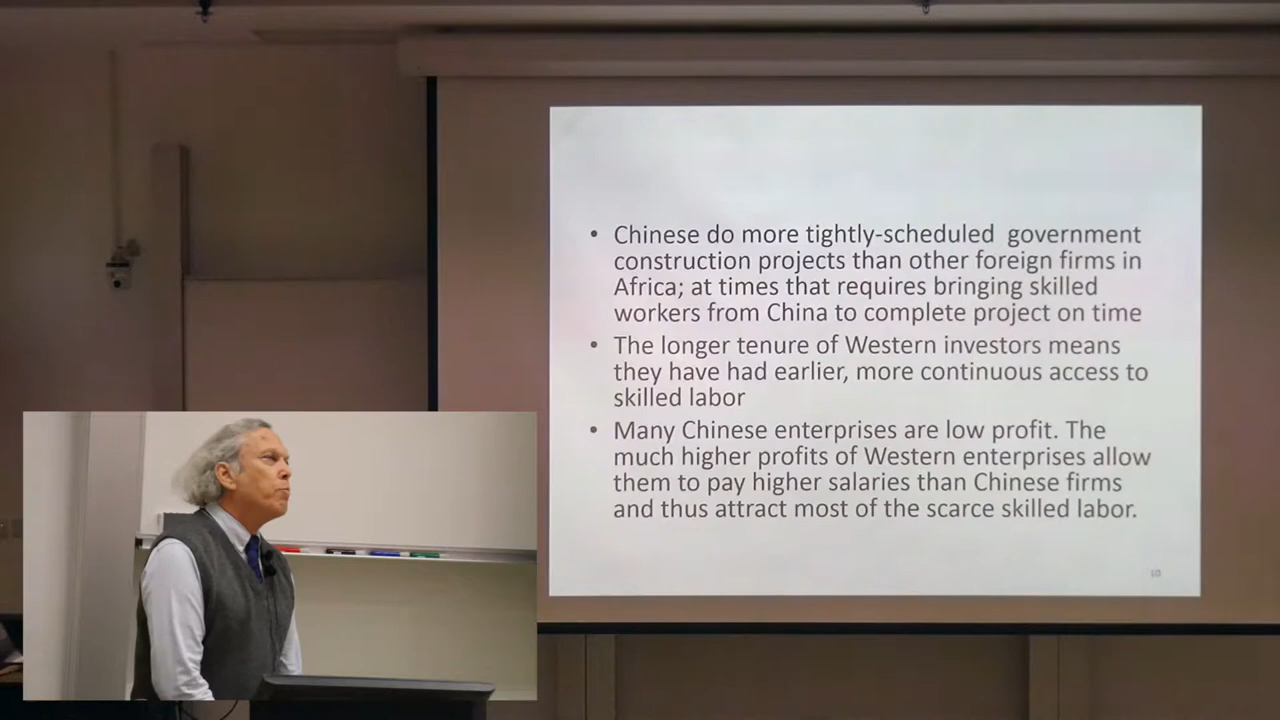 • Chinese do more tightly-scheduled government
construction projects than other foreign firms in
Africa; at times that requires bringing skilled
workers from China to complete project on time
• The longer tenure of Western investors means
they have had earlier, more continuous access to
skilled labor
• Many Chinese enterprises are low profit. The
much higher profits of Western enterprises allow
them to pay higher salaries than Chinese firms
and thus attract most of the scarce skilled labor.
10